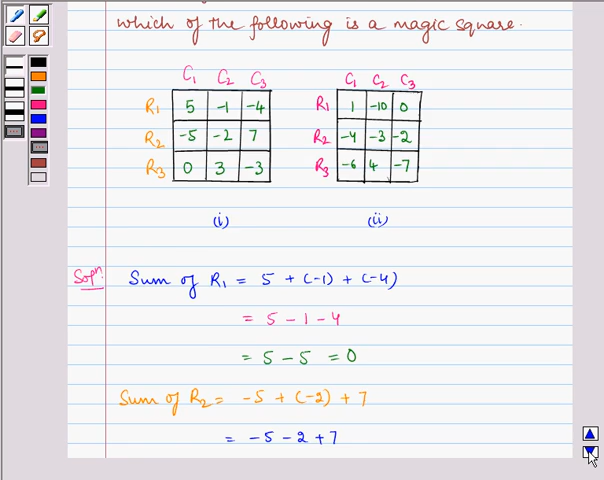 which of the following is a magic square.
C1 C2 C3
R1 5 -1 -4
R2 -5 -2 7
R3 0 3 -3
(i)
C1 C2 C3
R1 1 -10 0
R2 -4 -3 -2
R3 -6 4 -7
(ii)
Solⁿ. Sum of R1 = 5 + (-1) + (-4)
= 5 - 1 - 4
= 5 - 5 = 0
Sum of R2 = -5 + (-2) + 7
= -5 - 2 + 7